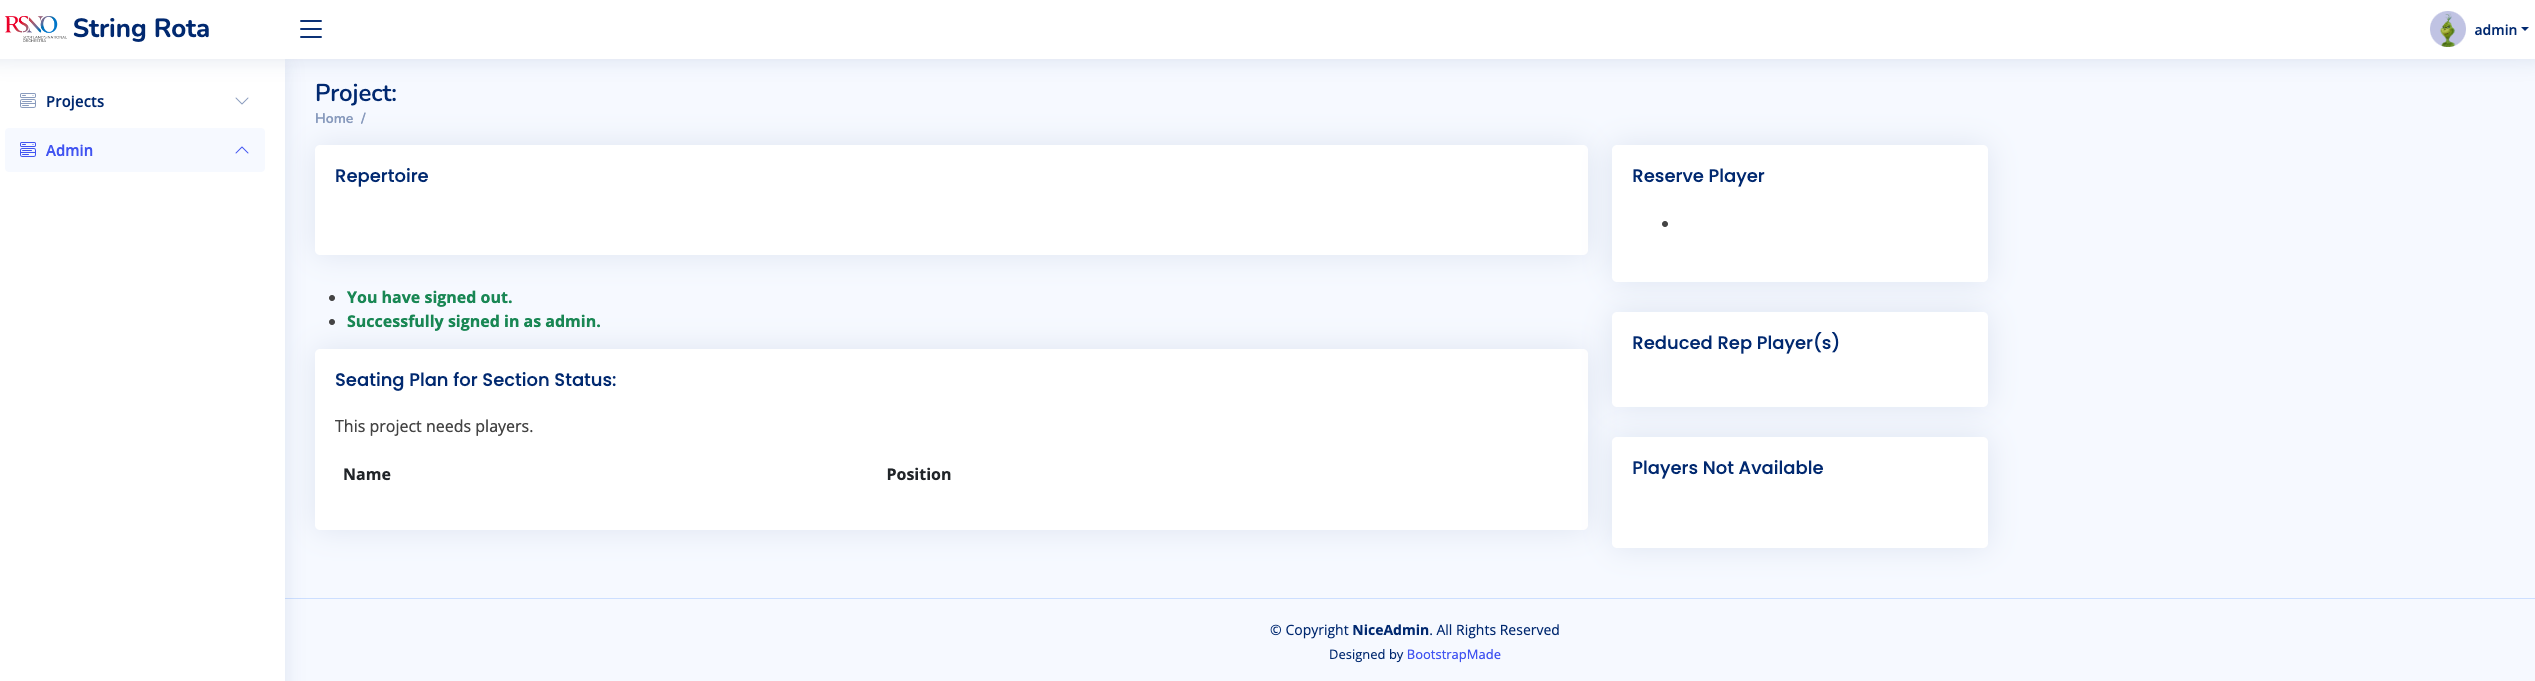 RSNO String Rota
admin
Projects
Admin
Project:
Home /
Repertoire
You have signed out.
Successfully signed in as admin.
Seating Plan for Section Status:
This project needs players.
Name Position
Reserve Player
Reduced Rep Player(s)
Players Not Available
© Copyright NiceAdmin. All Rights Reserved
Designed by BootstrapMade